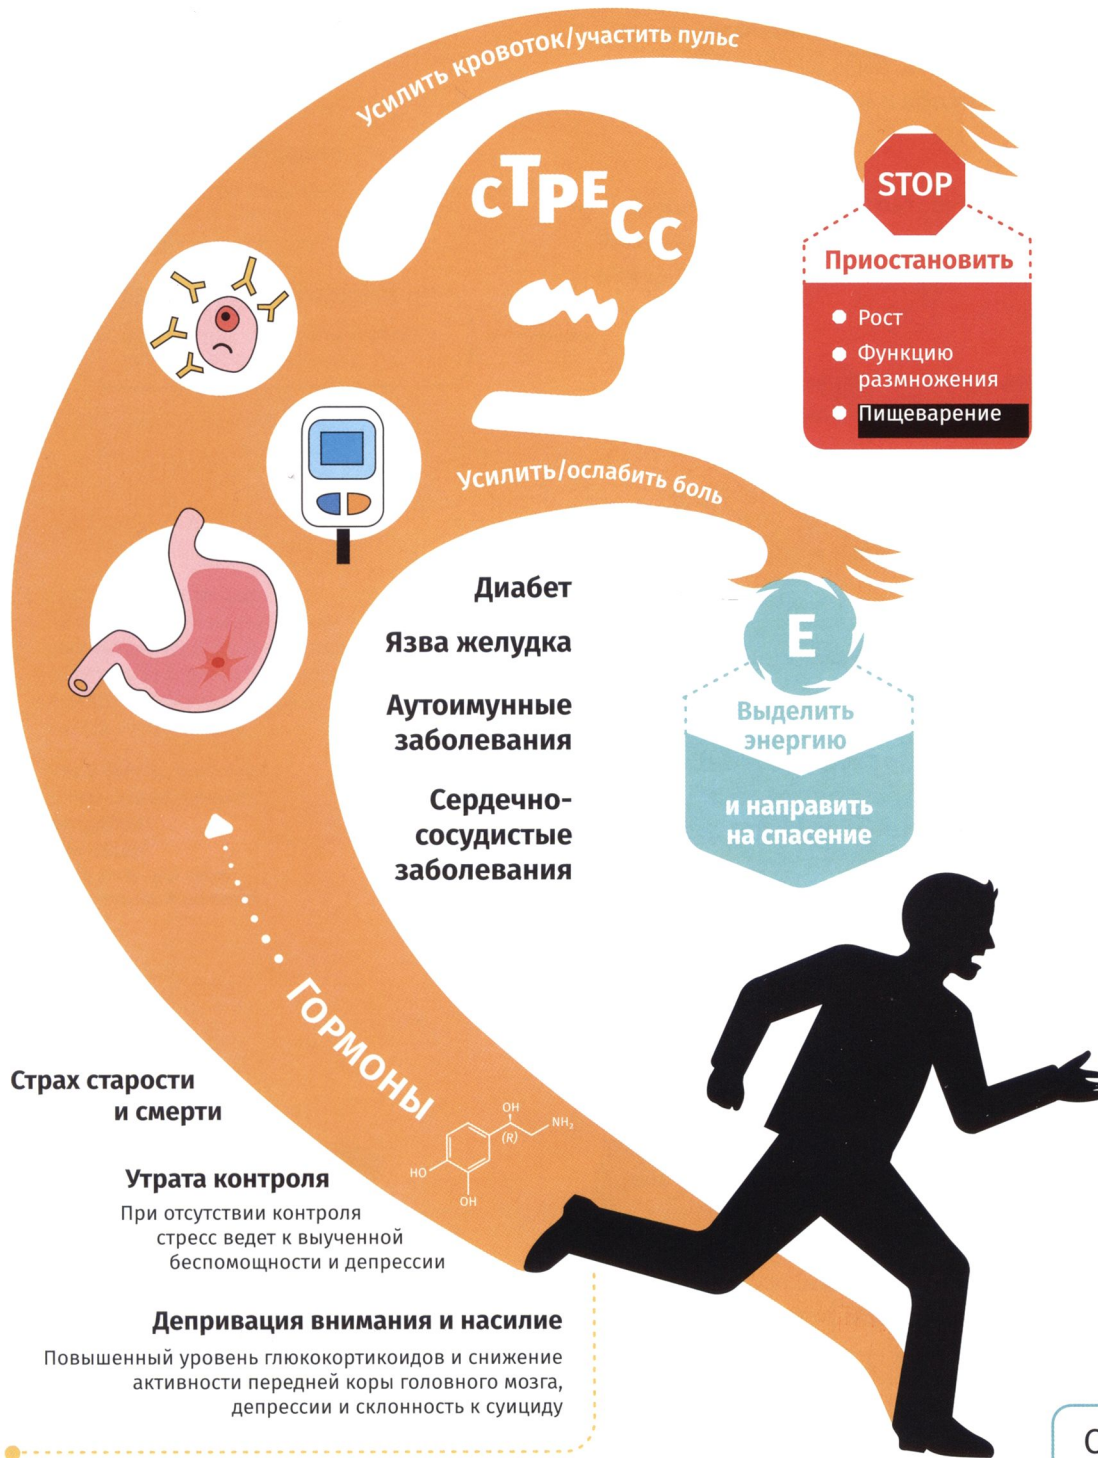 Усилить кровоток/участить пульс
СТРЕСС
STOP
Приостановить
Рост
Функцию
размножения
Пищеварение
Усилить/ослабить боль
Диабет
Язва желудка
Аутоимунные
заболевания
Сердечно-
сосудистые
заболевания
E
Выделить
энергию
и направить
на спасение
ГОРМОНЫ
OH
NH₂
(R)
HO
OH
Страх старости
и смерти
Утрата контроля
При отсутствии контроля
стресс ведет к выученной
беспомощности и депрессии
Депривация внимания и насилие
Повышенный уровень глюкокортикоидов и снижение
активности передней коры головного мозга,
депрессии и склонность к суициду